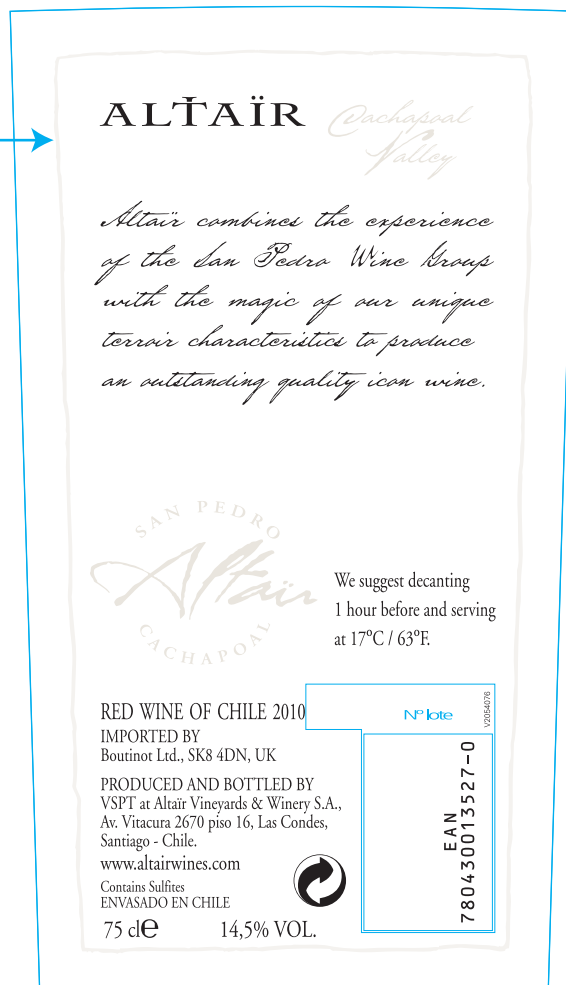 ALTAÏR
Cachapoal
Valley
Altaïr combines the experience
of the San Pedro Wine Group
with the magic of our unique
terroir characteristics to produce
an outstanding quality icon wine.
SAN PEDRO
Altaïr
CACHAPOAL
We suggest decanting
1 hour before and serving
at 17ºC / 63ºF.
RED WINE OF CHILE 2010
IMPORTED BY
Boutinot Ltd., SK8 4DN, UK
PRODUCED AND BOTTLED BY
VSPT at Altaïr Vineyards & Winery S.A.,
Av. Vitacura 2670 piso 16, Las Condes,
Santiago - Chile.
www.altairwines.com
Contains Sulfites
ENVASADO EN CHILE
75 cl e
14,5% VOL.
Nº lote
V2054076
EAN
7804300013527-0